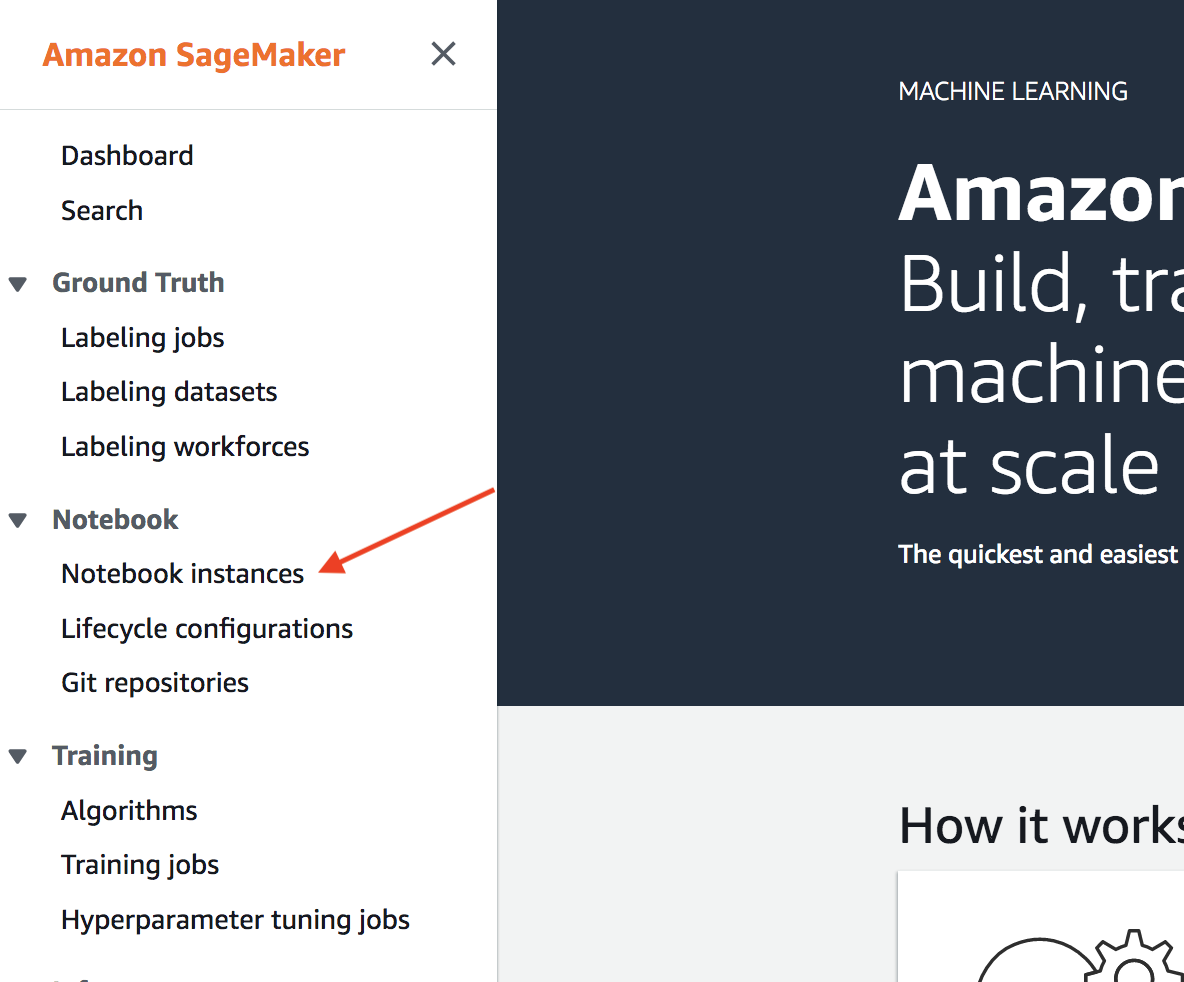 Amazon SageMaker
Dashboard
Search
Ground Truth
Labeling jobs
Labeling datasets
Labeling workforces
Notebook
Notebook instances
Lifecycle configurations
Git repositories
Training
Algorithms
Training jobs
Hyperparameter tuning jobs
MACHINE LEARNING
Amazon
Build, tra
machine
at scale
The quickest and easiest
How it works